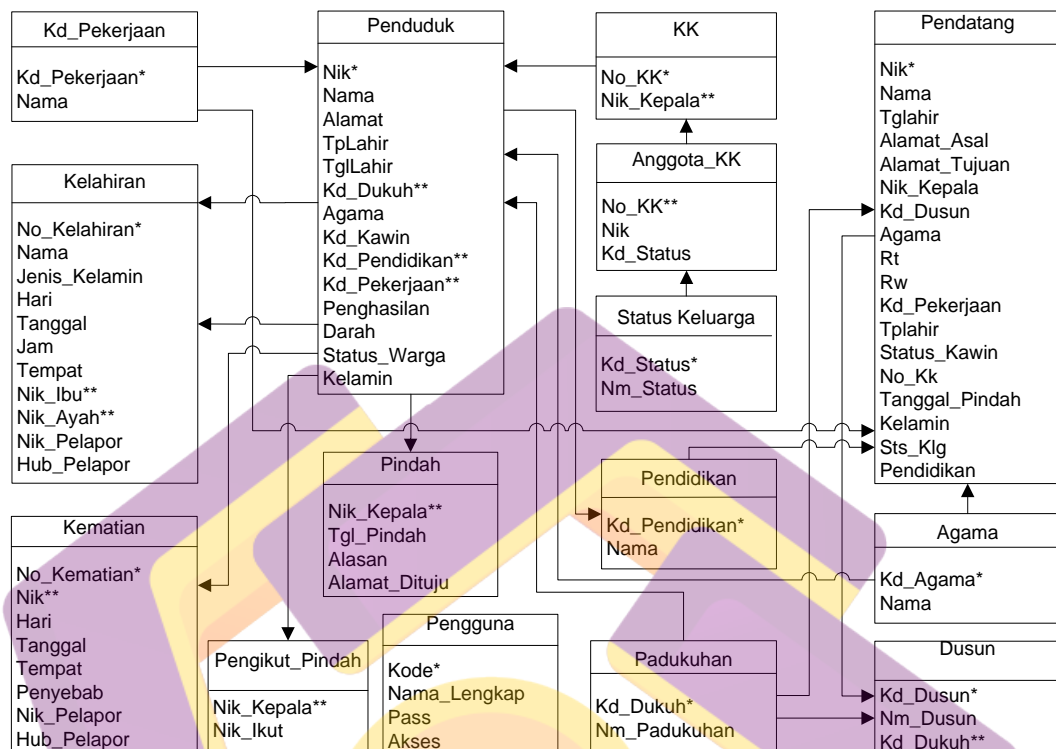 Kd_Pekerjaan
Kd_Pekerjaan*
Nama
Penduduk
Nik*
Nama
Alamat
TpLahir
TglLahir
Kd_Dukuh**
Agama
Kd_Kawin
Kd_Pendidikan**
Kd_Pekerjaan**
Penghasilan
Darah
Status_Warga
Kelamin
KK
No_KK*
Nik_Kepala**
Pendatang
Nik*
Nama
Tglahir
Alamat_Asal
Alamat_Tujuan
Nik_Kepala
Kd_Dusun
Agama
Rt
Rw
Kd_Pekerjaan
Tplahir
Status_Kawin
No_Kk
Tanggal_Pindah
Kelamin
Sts_Klg
Pendidikan
Kelahiran
No_Kelahiran*
Nama
Jenis_Kelamin
Hari
Tanggal
Jam
Tempat
Nik_Ibu**
Nik_Ayah**
Nik_Pelapor
Hub_Pelapor
Anggota_KK
No_KK**
Nik
Kd_Status
Status Keluarga
Kd_Status*
Nm_Status
Pindah
Nik_Kepala**
Tgl_Pindah
Alasan
Alamat_Dituju
Pendidikan
Kd_Pendidikan*
Nama
Agama
Kd_Agama*
Nama
Kematian
No_Kematian*
Nik**
Hari
Tanggal
Tempat
Penyebab
Nik_Pelapor
Hub_Pelapor
Pengikut_Pindah
Nik_Kepala**
Nik_Ikut
Pengguna
Kode*
Nama_Lengkap
Pass
Akses
Padukuhan
Kd_Dukuh*
Nm_Padukuhan
Dusun
Kd_Dusun*
Nm_Dusun
Kd_Dukuh**